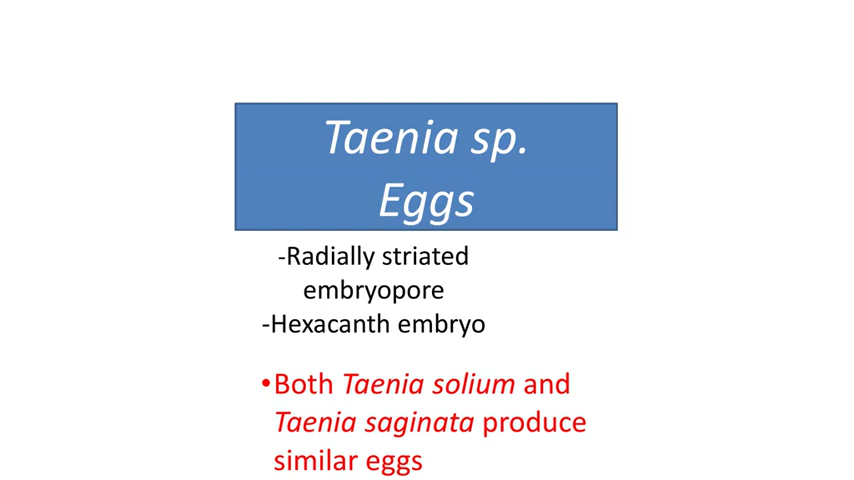 Taenia sp.
Eggs
-Radially striated
embryopore
-Hexacanth embryo
•Both Taenia solium and
Taenia saginata produce
similar eggs